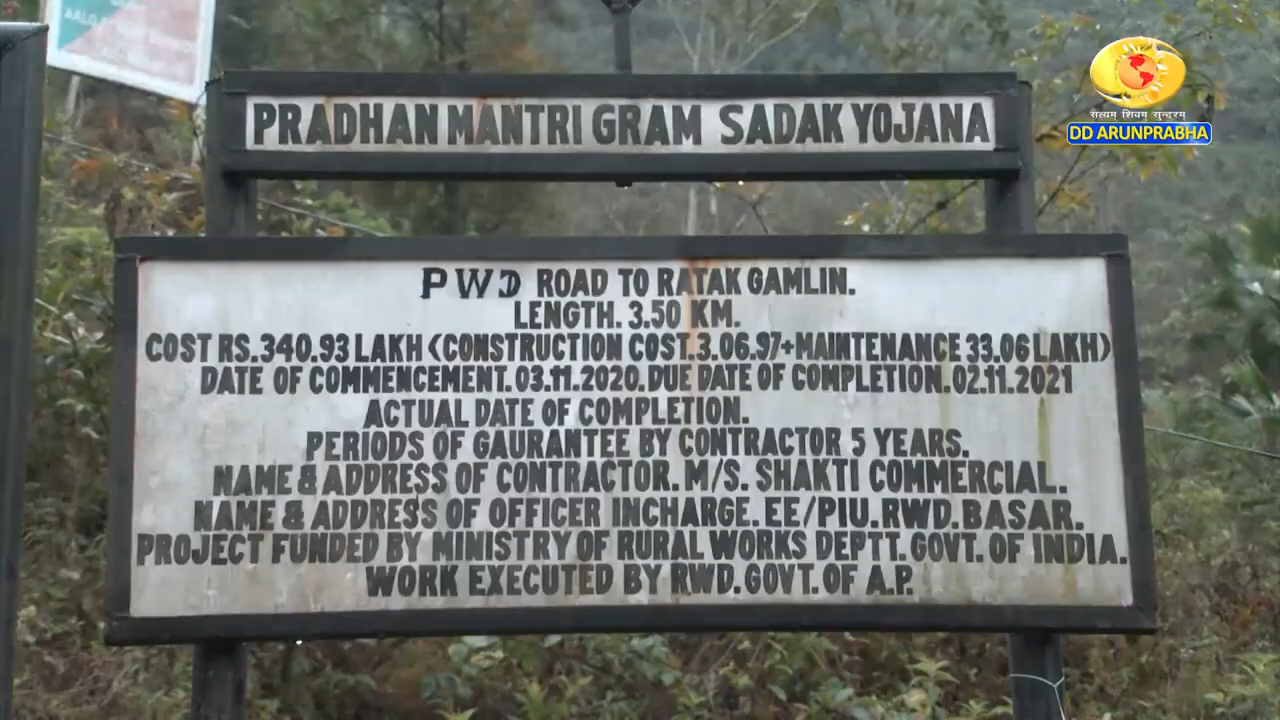 PRADHAN MANTRI GRAM SADAK YOJANA
सत्यम् शिवम् सुन्दरम्
DD ARUNPRABHA
PWD ROAD TO RATAK GAMLIN.
LENGTH. 3.50 KM.
COST RS.340.93 LAKH (CONSTRUCTION COST.3.06.97+MAINTENANCE 33.06 LAKH)
DATE OF COMMENCEMENT.03.11.2020.DUE DATE OF COMPLETION.02.11.2021
ACTUAL DATE OF COMPLETION.
PERIODS OF GAURANTEE BY CONTRACTOR 5 YEARS.
NAME & ADDRESS OF CONTRACTOR. M/S. SHAKTI COMMERCIAL.
NAME & ADDRESS OF OFFICER INCHARGE. EE/PIU.RWD.BASAR.
PROJECT FUNDED BY MINISTRY OF RURAL WORKS DEPTT. GOVT. OF INDIA.
WORK EXECUTED BY RWD.GOVT.OF A.P.